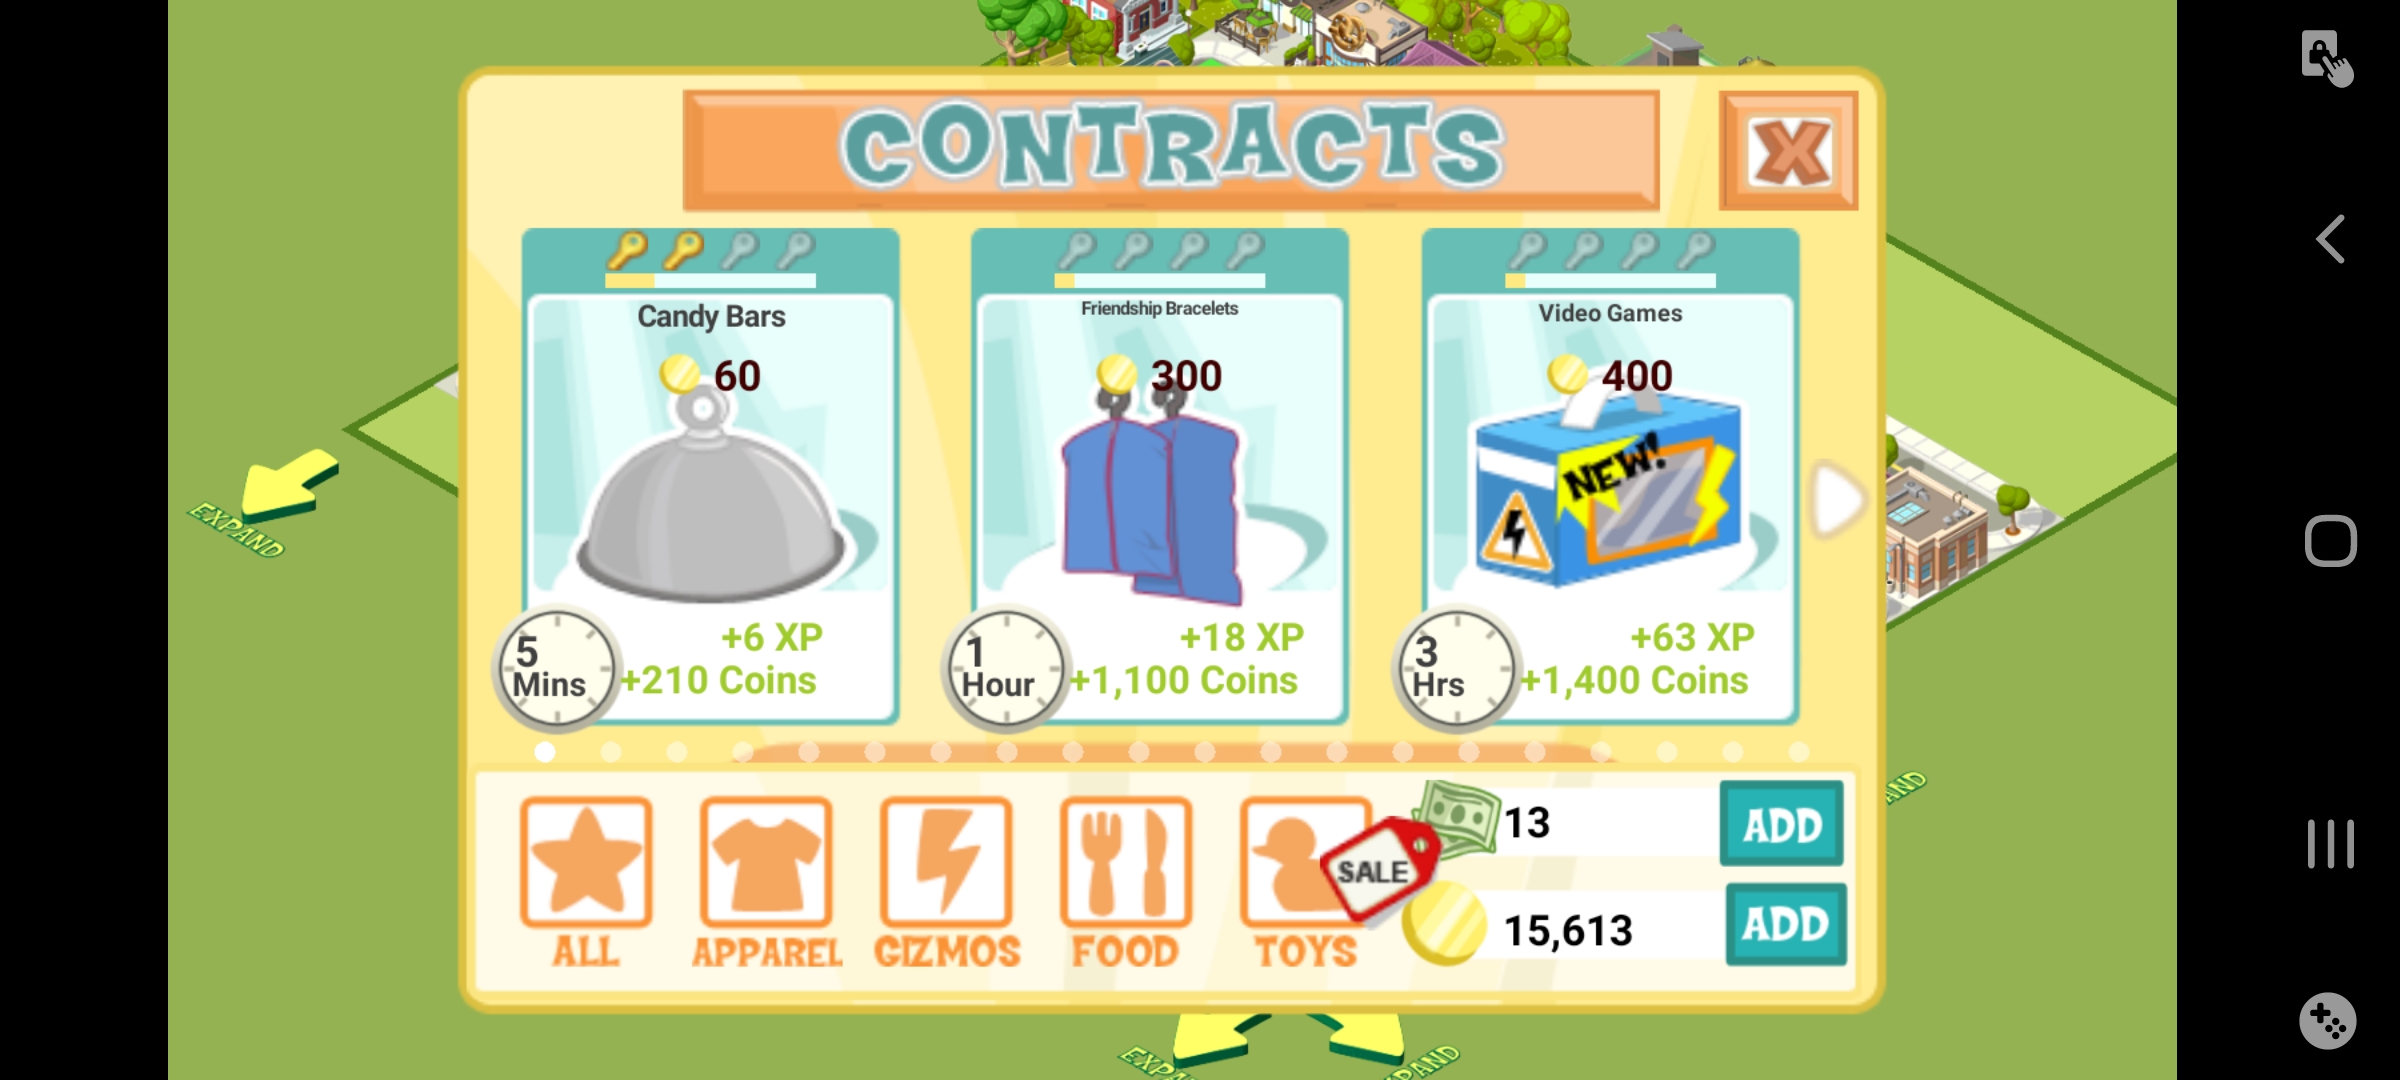 CONTRACTS
X
Candy Bars
60
5
Mins
+6 XP
+210 Coins
Friendship Bracelets
300
1
Hour
+18 XP
+1,100 Coins
Video Games
400
NEW!
3
Hrs
+63 XP
+1,400 Coins
EXPAND
ALL
APPAREL
GIZMOS
FOOD
TOYS
SALE
13
ADD
15,613
ADD